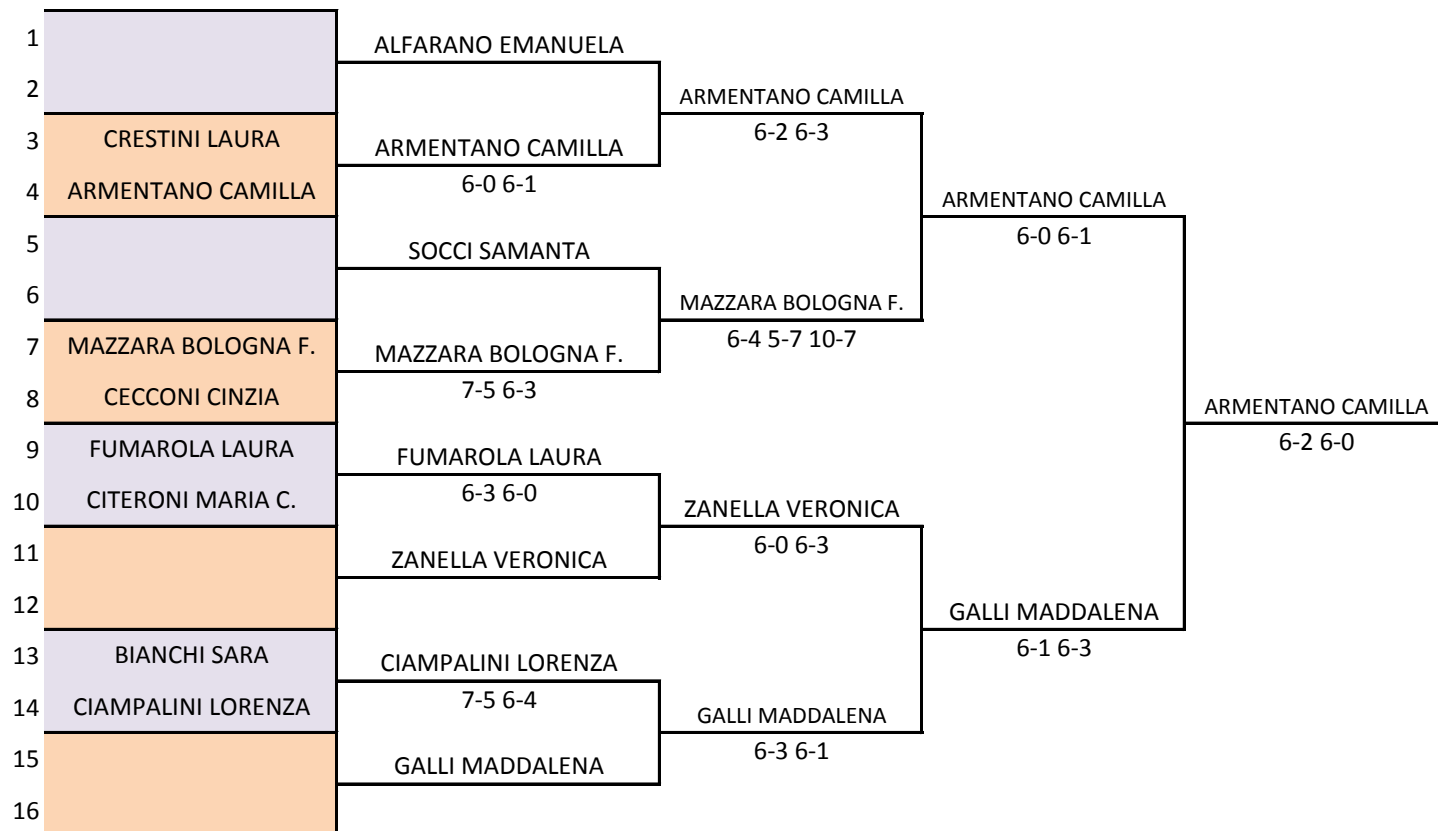 1
ALFARANO EMANUELA
2
ARMENTANO CAMILLA
3 CRESTINI LAURA
6-2 6-3
ARMENTANO CAMILLA
4 ARMENTANO CAMILLA
6-0 6-1
ARMENTANO CAMILLA
5
6-0 6-1
SOCCI SAMANTA
6
MAZZARA BOLOGNA F.
7 MAZZARA BOLOGNA F.
6-4 5-7 10-7
MAZZARA BOLOGNA F.
8 CECCONI CINZIA
7-5 6-3
ARMENTANO CAMILLA
9 FUMAROLA LAURA
6-2 6-0
FUMAROLA LAURA
10 CITERONI MARIA C.
6-3 6-0
ZANELLA VERONICA
11
6-0 6-3
ZANELLA VERONICA
12
GALLI MADDALENA
13 BIANCHI SARA
6-1 6-3
CIAMPALINI LORENZA
14 CIAMPALINI LORENZA
7-5 6-4
GALLI MADDALENA
15
6-3 6-1
GALLI MADDALENA
16